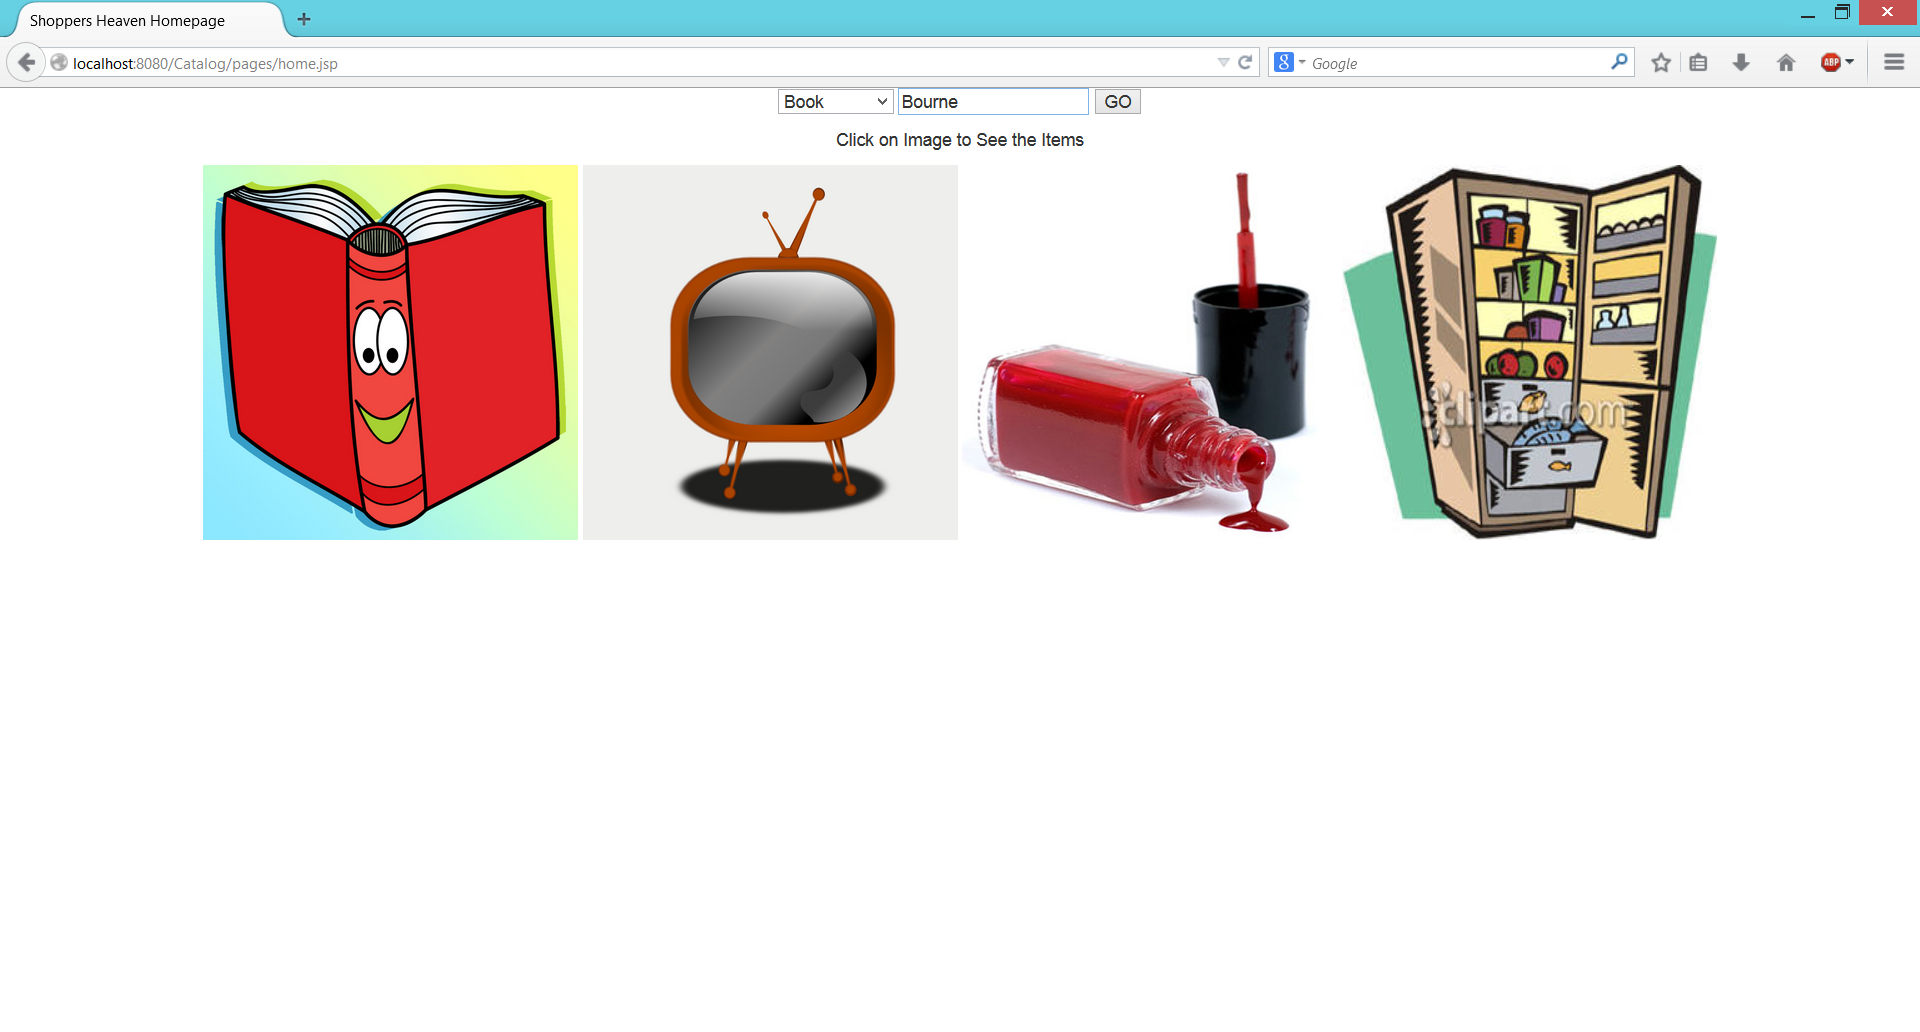 Shoppers Heaven Homepage
localhost:8080/Catalog/pages/home.jsp
Google
ABP
Book
Bourne
GO
Click on Image to See the Items
clipart.com